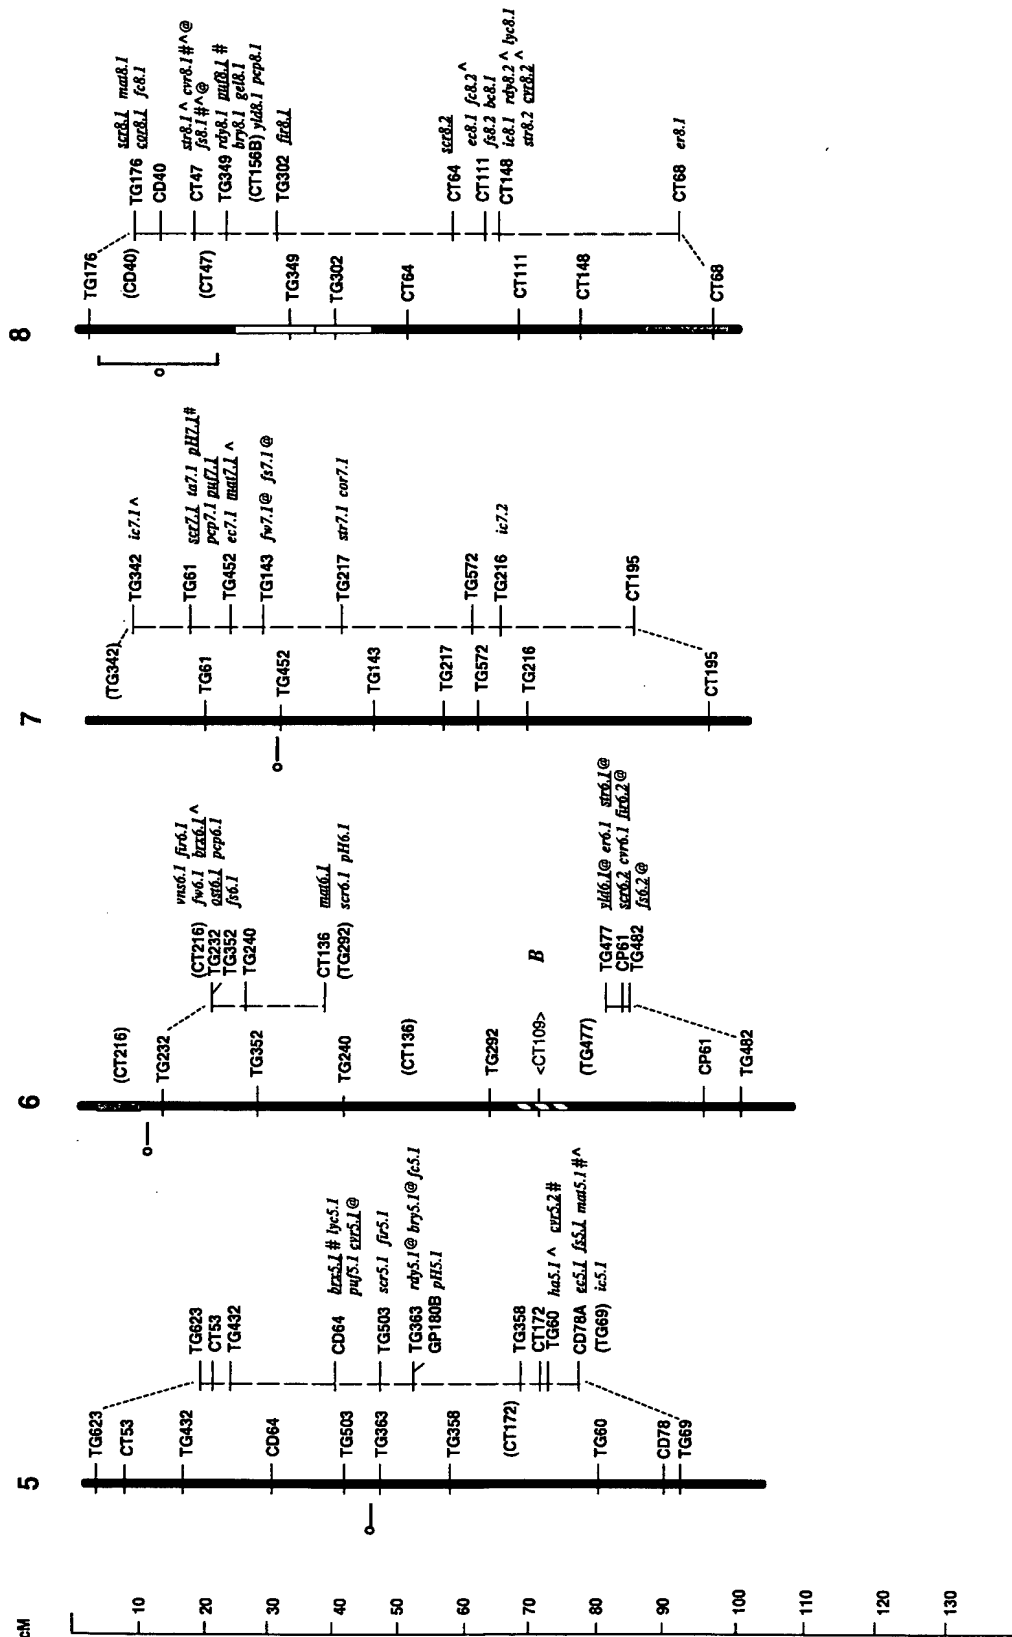 cM
10
20
30
40
50
60
70
80
90
100
110
120
130
5
TG623
CT53
TG432
CD64
TG503
TG363
TG358
(CT172)
TG60
CD78
TG69
TG623
CT53
TG432
CD64 brx5.1 # lyc5.1
puf5.1 cvr5.1@
TG503 scr5.1 fir5.1
TG363 rdy5.1@ bry5.1@ fc5.1
GP180B pH5.1
TG358
CT172
TG60 ha5.1 ^ cvr5.2 #
CD78A ec5.1 fs5.1 mat5.1 #^
(TG69) ic5.1
6
(CT216)
TG232
TG352
TG240
(CT136)
TG292
<CT109> B
(TG477)
CP61
TG482
vns6.1 fir6.1
(CT216) fw6.1 brx6.1 ^
TG232 ost6.1 pcp6.1
TG352 fs6.1
TG240
CT136 mat6.1
(TG292) scr6.1 pH6.1
TG477 yld6.1@ er6.1 str6.1@
CP61 scr6.2 cvr6.1 fir6.2@
TG482 fs6.2@
7
(TG342)
TG61
TG452
TG143
TG217
TG572
TG216
CT195
TG342 ic7.1 ^
TG61 scr7.1 ta7.1 pH7.1#
pcp7.1 puf7.1
TG452 ec7.1 mat7.1 ^
TG143 fw7.1@ fs7.1@
TG217 str7.1 cor7.1
TG572
TG216 ic7.2
CT195
8
TG176
(CD40)
(CT47)
TG349
TG302
CT64
CT111
CT148
CT68
scr8.1 mat8.1
TG176 cor8.1 fc8.1
CD40
str8.1 ^ cvr8.1#^@
CT47 fs8.1#^@
TG349 rdy8.1 puf8.1 #
bry8.1 gel8.1
(CT156B) yld8.1 pcp8.1
TG302 fir8.1
CT64 scr8.2
ec8.1 fc8.2 ^
CT111 fs8.2 bc8.1
CT148 ic8.1 rdy8.2 ^ lyc8.1
str8.2 cvr8.2 ^
CT68 er8.1